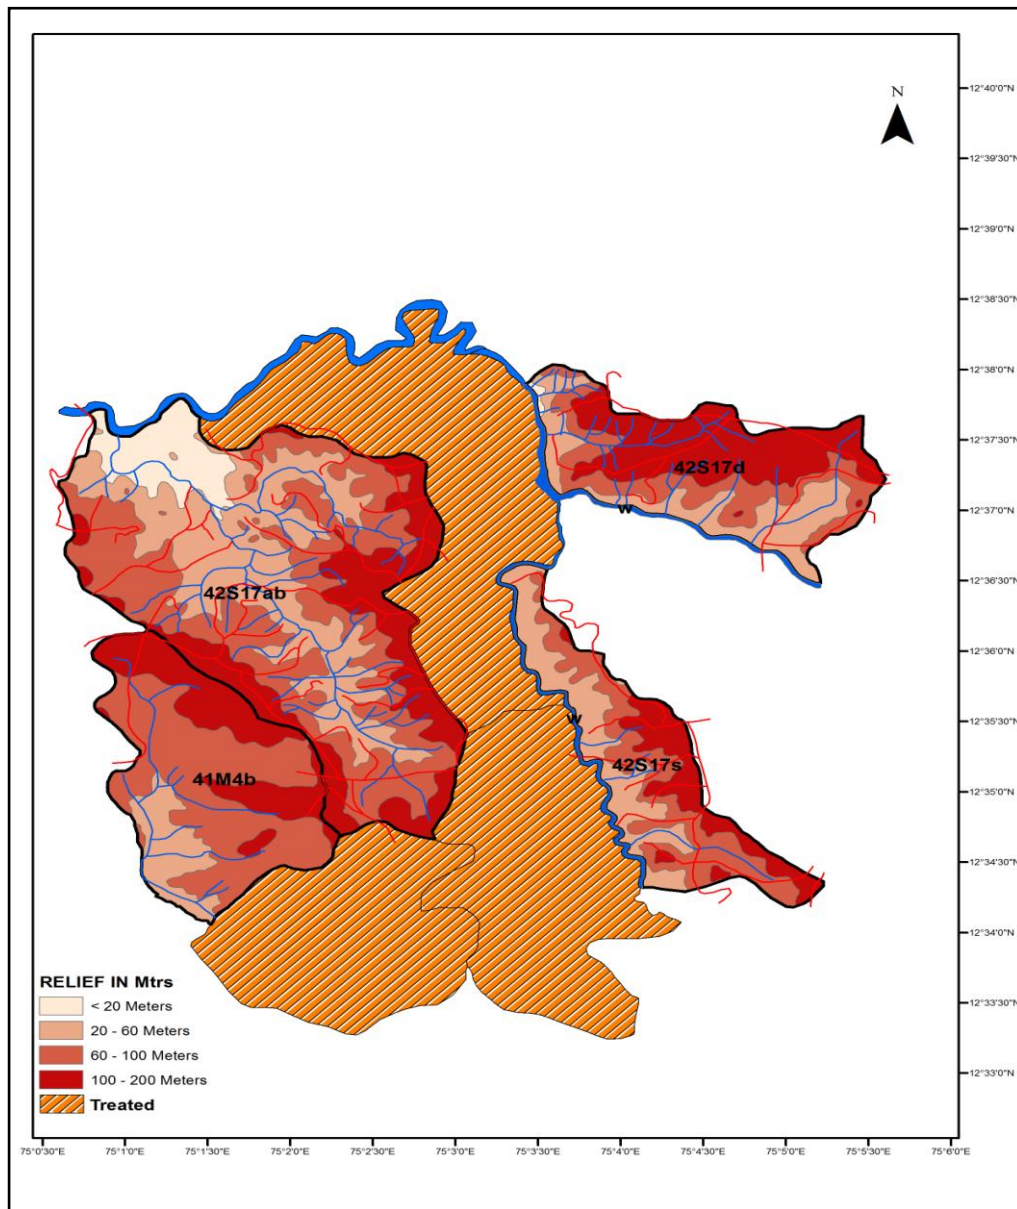 N
12°40'0"N
12°39'30"N
12°39'0"N
12°38'30"N
12°38'0"N
12°37'30"N
12°37'0"N
12°36'30"N
12°36'0"N
12°35'30"N
12°35'0"N
12°34'30"N
12°34'0"N
12°33'30"N
12°33'0"N
42S17d
w
42S17ab
w
42S17s
41M4b
RELIEF IN Mtrs
< 20 Meters
20 - 60 Meters
60 - 100 Meters
100 - 200 Meters
Treated
75°0'30"E 75°1'0"E 75°1'30"E 75°2'0"E 75°2'30"E 75°3'0"E 75°3'30"E 75°4'0"E 75°4'30"E 75°5'0"E 75°5'30"E 75°6'0"E